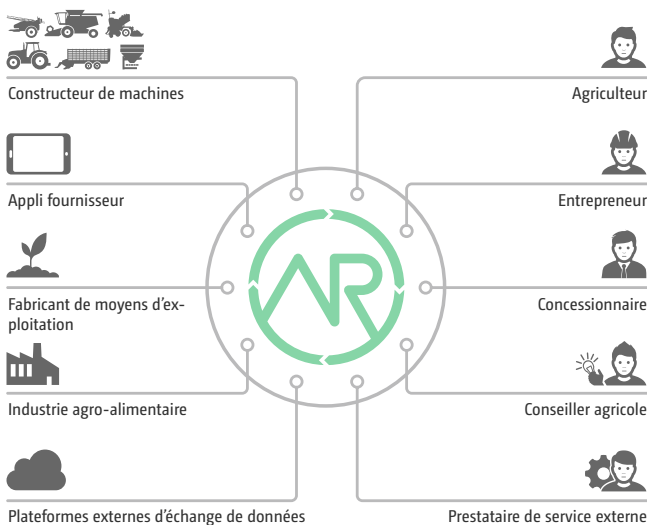 Constructeur de machines
Agriculteur
Appli fournisseur
Entrepreneur
AR
Fabricant de moyens d'ex-
ploitation
Concessionnaire
Industrie agro-alimentaire
Conseiller agricole
Plateformes externes d'échange de données
Prestataire de service externe